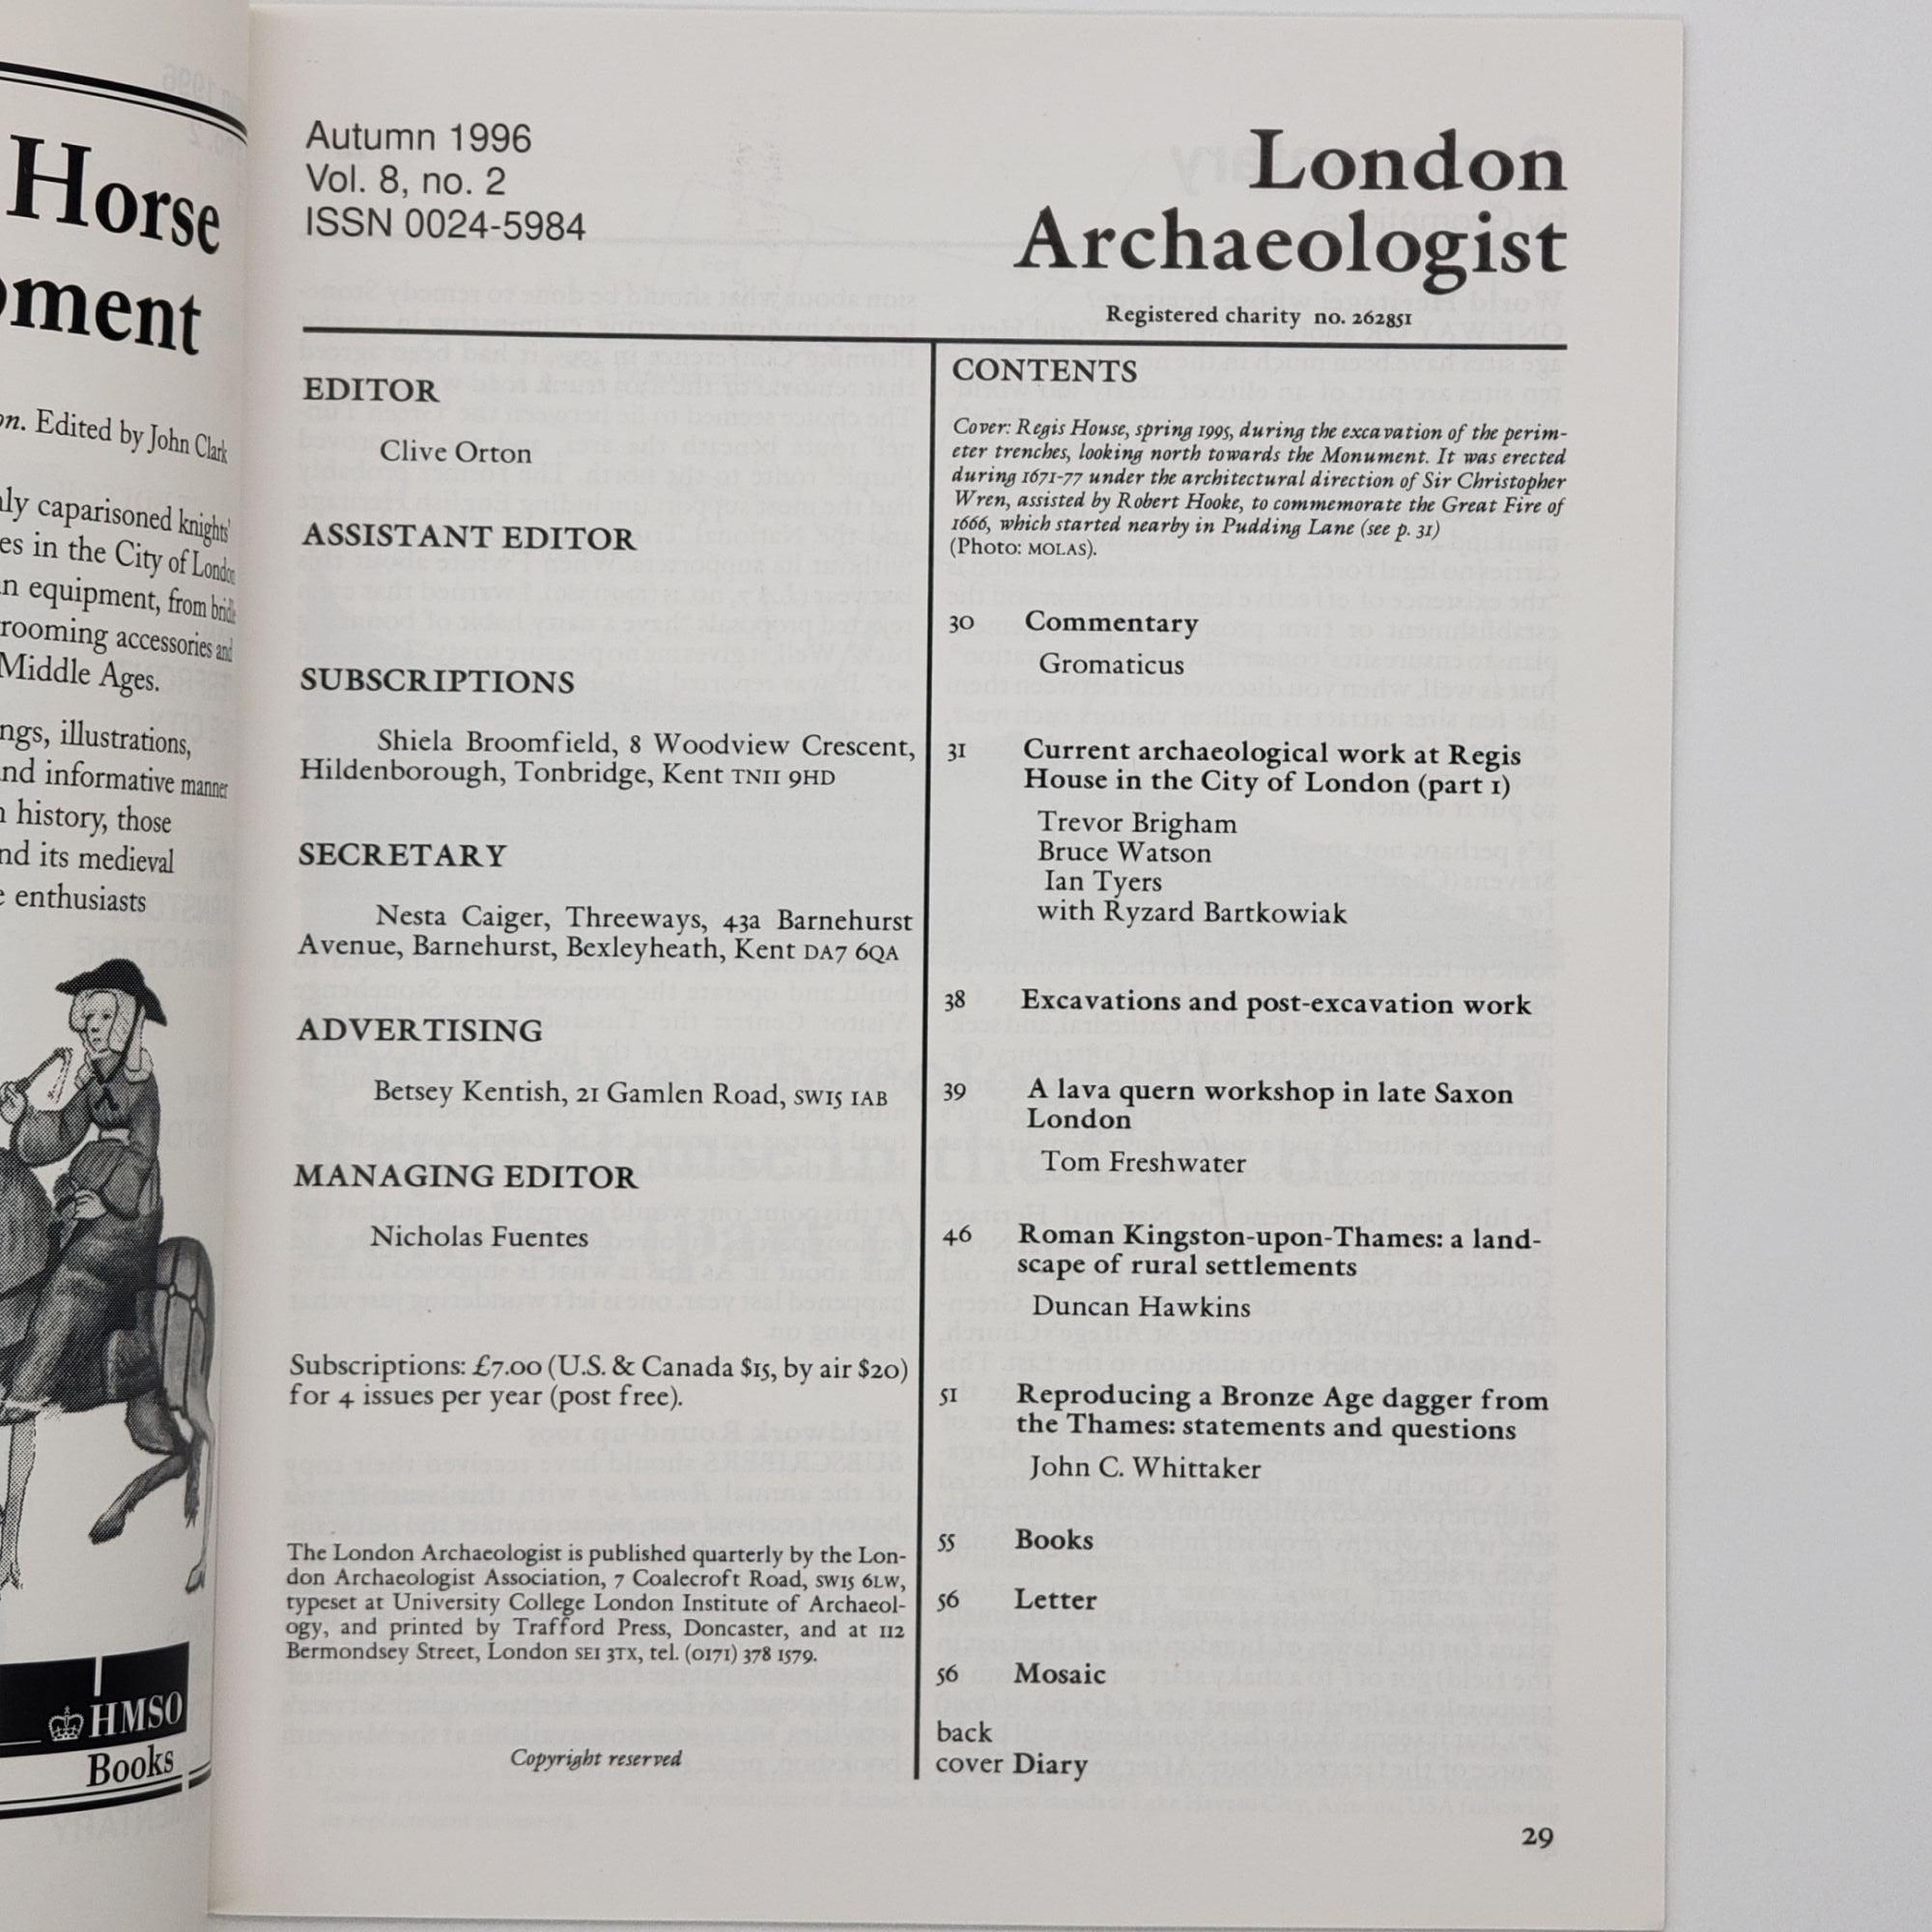 Horse
on. Edited by John Clark
caparisoned knights'
es in the City of London
equipment, from bridle
accessories and
Middle Ages.
illustrations,
informative manner
history, those
its medieval
enthusiasts
HMSO
Books
Autumn 1996
Vol. 8, no. 2
ISSN 0024-5984
London
Archaeologist
Registered charity no. 262851
EDITOR
Clive Orton
ASSISTANT EDITOR
SUBSCRIPTIONS
Shiela Broomfield, 8 Woodview Crescent,
Hildenborough, Tonbridge, Kent TN11 9HD
SECRETARY
Nesta Caiger, Threeways, 43a Barnehurst
Avenue, Barnehurst, Bexleyheath, Kent DA7 6QA
ADVERTISING
Betsey Kentish, 21 Gamlen Road, SW15 1AB
MANAGING EDITOR
Nicholas Fuentes
Subscriptions: £7.00 (U.S. & Canada $15, by air $20)
for 4 issues per year (post free).
The London Archaeologist is published quarterly by the Lon-
don Archaeologist Association, 7 Coalecroft Road, SW15 6LW,
typeset at University College London Institute of Archaeol-
ogy, and printed by Trafford Press, Doncaster, and at 112
Bermondsey Street, London SE1 3TX, tel. (0171) 378 1579.
Copyright reserved
CONTENTS
Cover: Regis House, spring 1995, during the excavation of the perim-
eter trenches, looking north towards the Monument. It was erected
during 1671-77 under the architectural direction of Sir Christopher
Wren, assisted by Robert Hooke, to commemorate the Great Fire of
1666, which started nearby in Pudding Lane (see p. 31)
(Photo: MOLAS).
30 Commentary
Gromaticus
31 Current archaeological work at Regis
House in the City of London (part 1)
Trevor Brigham
Bruce Watson
Ian Tyers
with Ryzard Bartkowiak
38 Excavations and post-excavation work
39 A lava quern workshop in late Saxon
London
Tom Freshwater
46 Roman Kingston-upon-Thames: a land-
scape of rural settlements
Duncan Hawkins
51 Reproducing a Bronze Age dagger from
the Thames: statements and questions
John C. Whittaker
55 Books
56 Letter
56 Mosaic
back
cover Diary
29